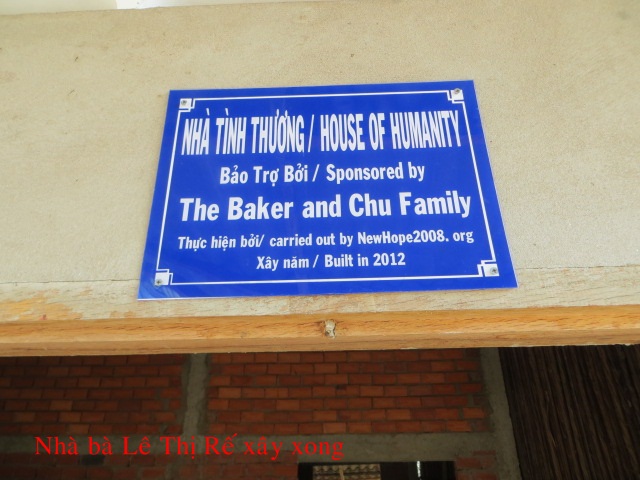 NHÀ TÌNH THƯƠNG / HOUSE OF HUMANITY
Bảo Trợ Bởi / Sponsored by
The Baker and Chu Family
Thực hiện bởi/ carried out by NewHope2008. org
Xây năm / Built in 2012
Nhà bà Lê Thị Rế xây xong